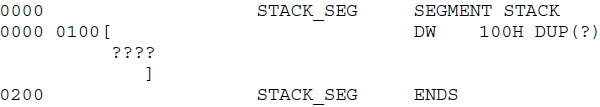 0000 STACK_SEG SEGMENT STACK
0000 0100[ DW 100H DUP(?)
????
]
0200 STACK_SEG ENDS